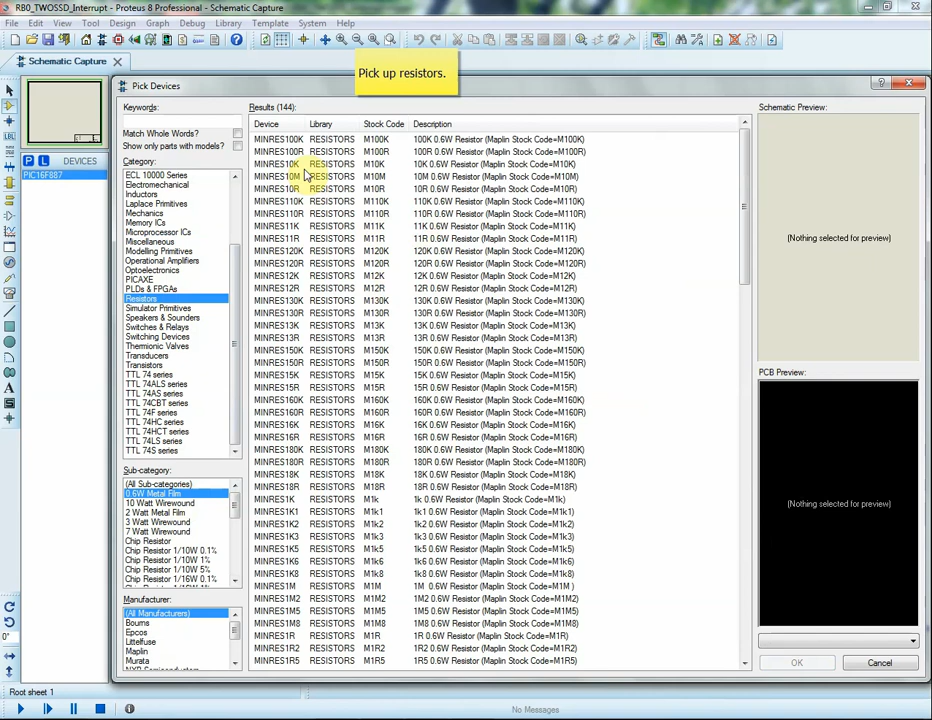 RB0_TWOSSD_Interrupt - Proteus 8 Professional - Schematic Capture
File Edit View Tool Design Graph Debug Library Template System Help
Pick up resistors.
Schematic Capture
Pick Devices
Keywords:
Match Whole Words?
Show only parts with models?
Category:
ECL 10000 Series
Electromechanical
Inductors
Laplace Primitives
Mechanics
Memory ICs
Microprocessor ICs
Miscellaneous
Modelling Primitives
Operational Amplifiers
Optoelectronics
PICAXE
PLDs & FPGAs
Resistors
Simulator Primitives
Speakers & Sounders
Switches & Relays
Switching Devices
Thermionic Valves
Transducers
Transistors
TTL 74 series
TTL 74ALS series
TTL 74AS series
TTL 74CBT series
TTL 74F series
TTL 74HC series
TTL 74HCT series
TTL 74LS series
TTL 74S series
Sub-category:
(All Sub-categories)
0.6W Metal Film
10 Watt Wirewound
2 Watt Metal Film
3 Watt Wirewound
7 Watt Wirewound
Chip Resistor
Chip Resistor 1/10W 0.1%
Chip Resistor 1/10W 1%
Chip Resistor 1/10W 5%
Chip Resistor 1/16W 0.1%
Manufacturer:
(All Manufacturers)
Bourns
Epcos
Littelfuse
Maplin
Murata
P L DEVICES
PIC16F887
Results (144):
Device Library Stock Code Description
MINRES100K RESISTORS M100K 100K 0.6W Resistor (Maplin Stock Code=M100K)
MINRES100R RESISTORS M100R 100R 0.6W Resistor (Maplin Stock Code=M100R)
MINRES10K RESISTORS M10K 10K 0.6W Resistor (Maplin Stock Code=M10K)
MINRES10M RESISTORS M10M 10M 0.6W Resistor (Maplin Stock Code=M10M)
MINRES10R RESISTORS M10R 10R 0.6W Resistor (Maplin Stock Code=M10R)
MINRES110K RESISTORS M110K 110K 0.6W Resistor (Maplin Stock Code=M110K)
MINRES110R RESISTORS M110R 110R 0.6W Resistor (Maplin Stock Code=M110R)
MINRES11K RESISTORS M11K 11K 0.6W Resistor (Maplin Stock Code=M11K)
MINRES11R RESISTORS M11R 11R 0.6W Resistor (Maplin Stock Code=M11R)
MINRES120K RESISTORS M120K 120K 0.6W Resistor (Maplin Stock Code=M120K)
MINRES120R RESISTORS M120R 120R 0.6W Resistor (Maplin Stock Code=M120R)
MINRES12K RESISTORS M12K 12K 0.6W Resistor (Maplin Stock Code=M12K)
MINRES12R RESISTORS M12R 12R 0.6W Resistor (Maplin Stock Code=M12R)
MINRES130K RESISTORS M130K 130K 0.6W Resistor (Maplin Stock Code=M130K)
MINRES130R RESISTORS M130R 130R 0.6W Resistor (Maplin Stock Code=M130R)
MINRES13K RESISTORS M13K 13K 0.6W Resistor (Maplin Stock Code=M13K)
MINRES13R RESISTORS M13R 13R 0.6W Resistor (Maplin Stock Code=M13R)
MINRES150K RESISTORS M150K 150K 0.6W Resistor (Maplin Stock Code=M150K)
MINRES150R RESISTORS M150R 150R 0.6W Resistor (Maplin Stock Code=M150R)
MINRES15K RESISTORS M15K 15K 0.6W Resistor (Maplin Stock Code=M15K)
MINRES15R RESISTORS M15R 15R 0.6W Resistor (Maplin Stock Code=M15R)
MINRES160K RESISTORS M160K 160K 0.6W Resistor (Maplin Stock Code=M160K)
MINRES160R RESISTORS M160R 160R 0.6W Resistor (Maplin Stock Code=M160R)
MINRES16K RESISTORS M16K 16K 0.6W Resistor (Maplin Stock Code=M16K)
MINRES16R RESISTORS M16R 16R 0.6W Resistor (Maplin Stock Code=M16R)
MINRES180K RESISTORS M180K 180K 0.6W Resistor (Maplin Stock Code=M180K)
MINRES180R RESISTORS M180R 180R 0.6W Resistor (Maplin Stock Code=M180R)
MINRES18K RESISTORS M18K 18K 0.6W Resistor (Maplin Stock Code=M18K)
MINRES18R RESISTORS M18R 18R 0.6W Resistor (Maplin Stock Code=M18R)
MINRES1K RESISTORS M1k 1k 0.6W Resistor (Maplin Stock Code=M1k)
MINRES1K1 RESISTORS M1k1 1k1 0.6W Resistor (Maplin Stock Code=M1k1)
MINRES1K2 RESISTORS M1k2 1k2 0.6W Resistor (Maplin Stock Code=M1k2)
MINRES1K3 RESISTORS M1k3 1k3 0.6W Resistor (Maplin Stock Code=M1k3)
MINRES1K5 RESISTORS M1k5 1k5 0.6W Resistor (Maplin Stock Code=M1k5)
MINRES1K6 RESISTORS M1k6 1k6 0.6W Resistor (Maplin Stock Code=M1k6)
MINRES1K8 RESISTORS M1k8 1k8 0.6W Resistor (Maplin Stock Code=M1k8)
MINRES1M RESISTORS M1M 1M 0.6W Resistor (Maplin Stock Code=M1M )
MINRES1M2 RESISTORS M1M2 1M2 0.6W Resistor (Maplin Stock Code=M1M2)
MINRES1M5 RESISTORS M1M5 1M5 0.6W Resistor (Maplin Stock Code=M1M5)
MINRES1M8 RESISTORS M1M8 1M8 0.6W Resistor (Maplin Stock Code=M1M8)
MINRES1R RESISTORS M1R 1R 0.6W Resistor (Maplin Stock Code=M1R)
MINRES1R2 RESISTORS M1R2 1R2 0.6W Resistor (Maplin Stock Code=M1R2)
MINRES1R5 RESISTORS M1R5 1R5 0.6W Resistor (Maplin Stock Code=M1R5)
Schematic Preview:
(Nothing selected for preview)
PCB Preview:
(Nothing selected for preview)
OK Cancel
LBL
A
0°
Root sheet 1
No Messages